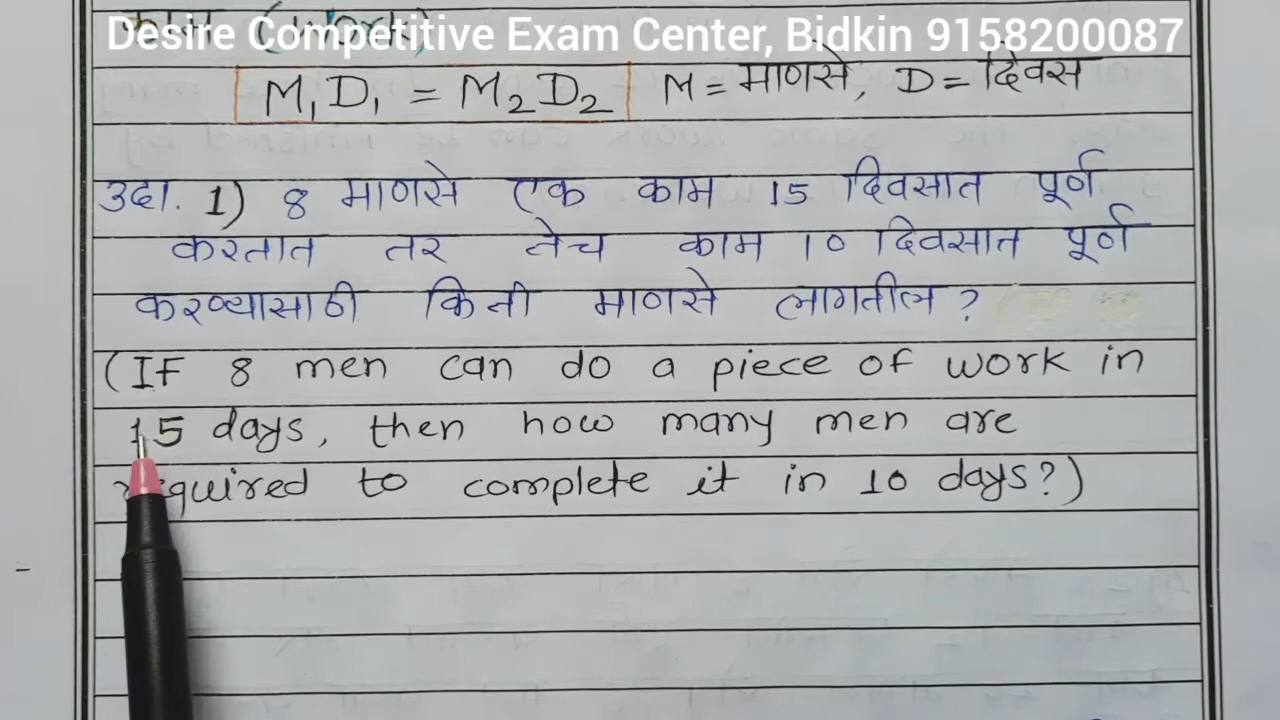 काम (work)
Desire Competitive Exam Center, Bidkin 9158200087
M₁D₁ = M₂D₂ M = माणसे, D = दिवस
उदा. 1) 8 माणसे एक काम 15 दिवसात पूर्ण
करतात तर तेच काम 10 दिवसात पूर्ण
करण्यासाठी किती माणसे लागतील?
(IF 8 men can do a piece of work in
15 days, then how many men are
required to complete it in 10 days?)